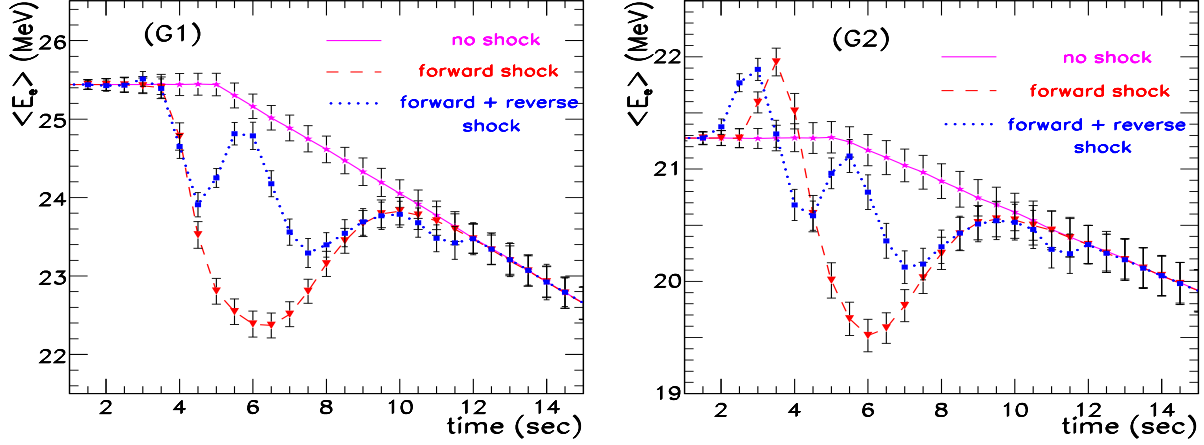 <E_e> (MeV)
26
25
24
23
22
(G1)
no shock
forward shock
forward + reverse
shock
2 4 6 8 10 12 14
time (sec)
<E_e> (MeV)
22
21
20
19
(G2)
no shock
forward shock
forward + reverse
shock
2 4 6 8 10 12 14
time (sec)